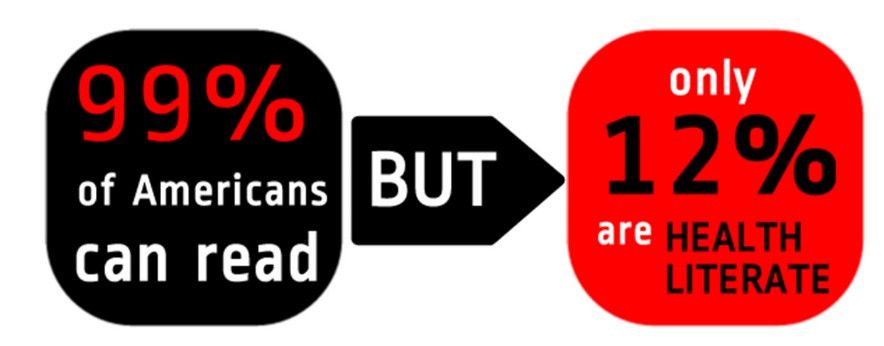 99%
of Americans
can read
BUT
only
12%
are HEALTH
LITERATE